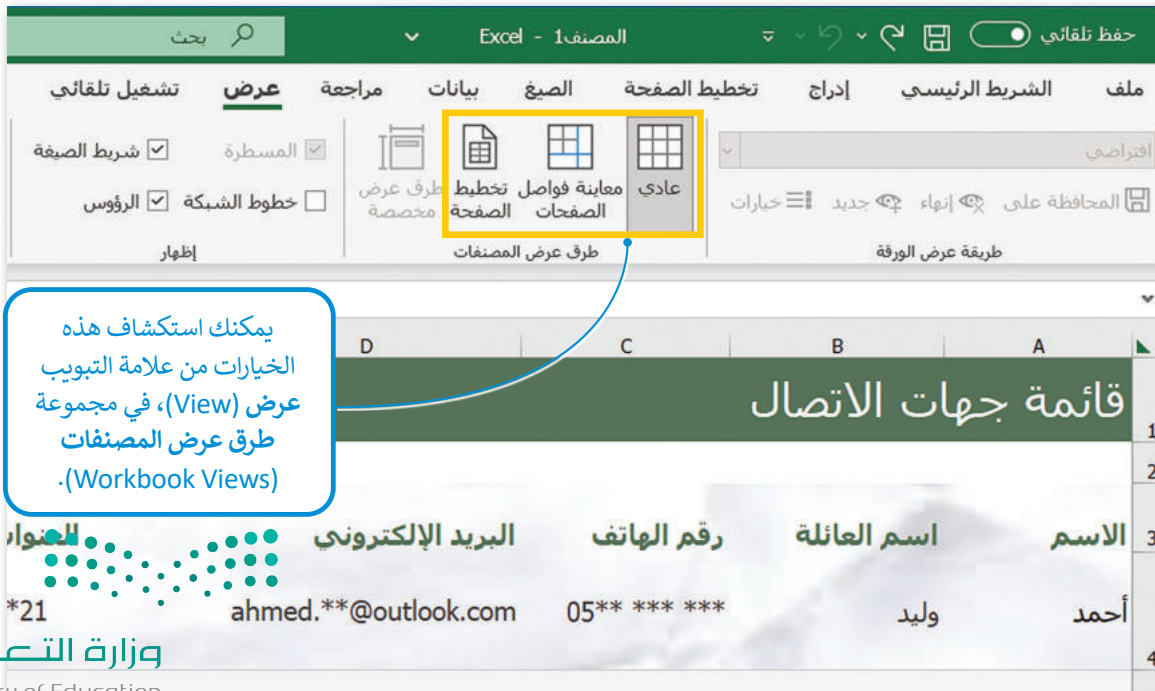 حفظ تلقائي
المصنف1 - Excel
بحث
ملف
الشريط الرئيسي
إدراج
تخطيط الصفحة
الصيغ
بيانات
مراجعة
عرض
تشغيل تلقائي
افتراضي
المحافظة على
إنهاء
جديد
خيارات
طريقة عرض الورقة
عادي
معاينة فواصل
الصفحات
تخطيط
الصفحة
طرق عرض
مخصصة
طرق عرض المصنفات
المسطرة
شريط الصيغة
خطوط الشبكة
الرؤوس
إظهار
يمكنك استكشاف هذه
الخيارات من علامة التبويب
عرض (View)، في مجموعة
طرق عرض المصنفات
(Workbook Views).
A B C D
1 قائمة جهات الاتصال
2
3 الاسم اسم العائلة رقم الهاتف البريد الإلكتروني
أحمد وليد 05** *** *** ahmed.**@outlook.com *21
4
وزارة
of Education